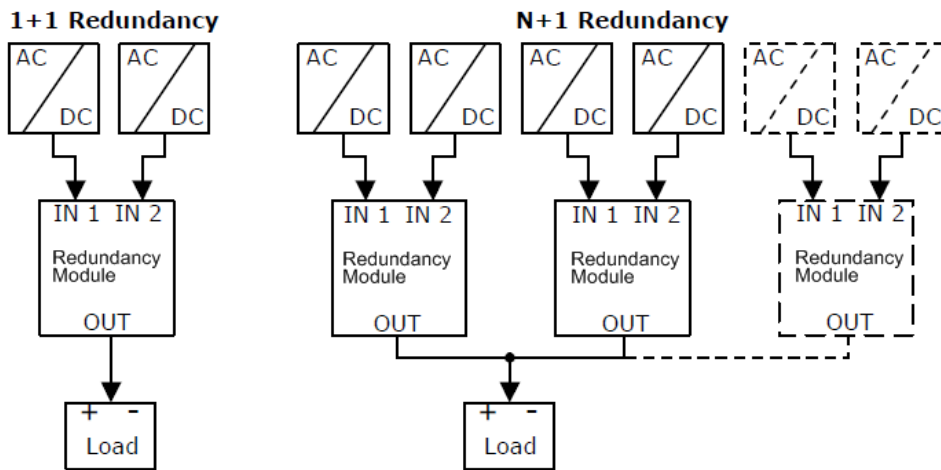 1+1 Redundancy
AC
DC
AC
DC
IN 1 IN 2
Redundancy
Module
OUT
+ -
Load
N+1 Redundancy
AC
DC
AC
DC
AC
DC
AC
DC
AC
DC
AC
DC
IN 1 IN 2
Redundancy
Module
OUT
IN 1 IN 2
Redundancy
Module
OUT
IN 1 IN 2
Redundancy
Module
OUT
+ -
Load